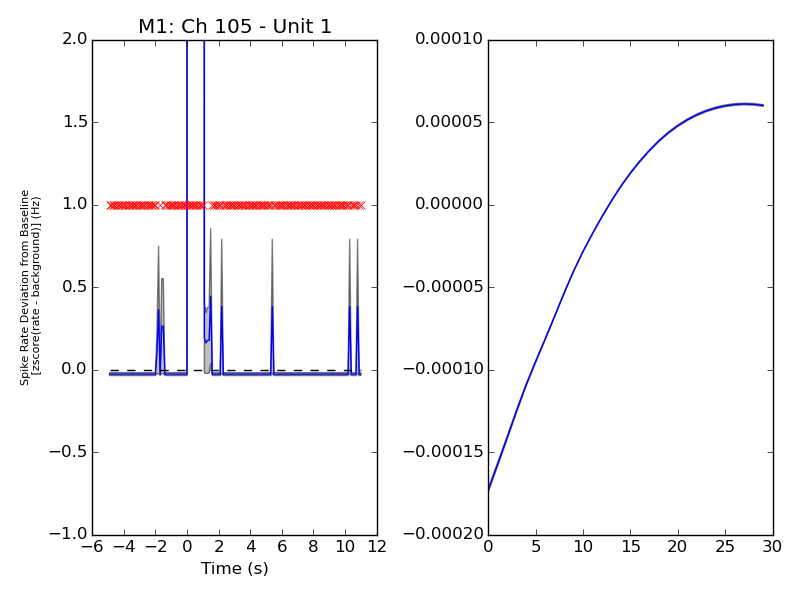 M1: Ch 105 - Unit 1
2.0
1.5
1.0
0.5
0.0
−0.5
−1.0
Spike Rate Deviation from Baseline
[zscore(rate - background)] (Hz)
−6 −4 −2 0 2 4 6 8 10 12
Time (s)
0.00010
0.00005
0.00000
−0.00005
−0.00010
−0.00015
−0.00020
0 5 10 15 20 25 30